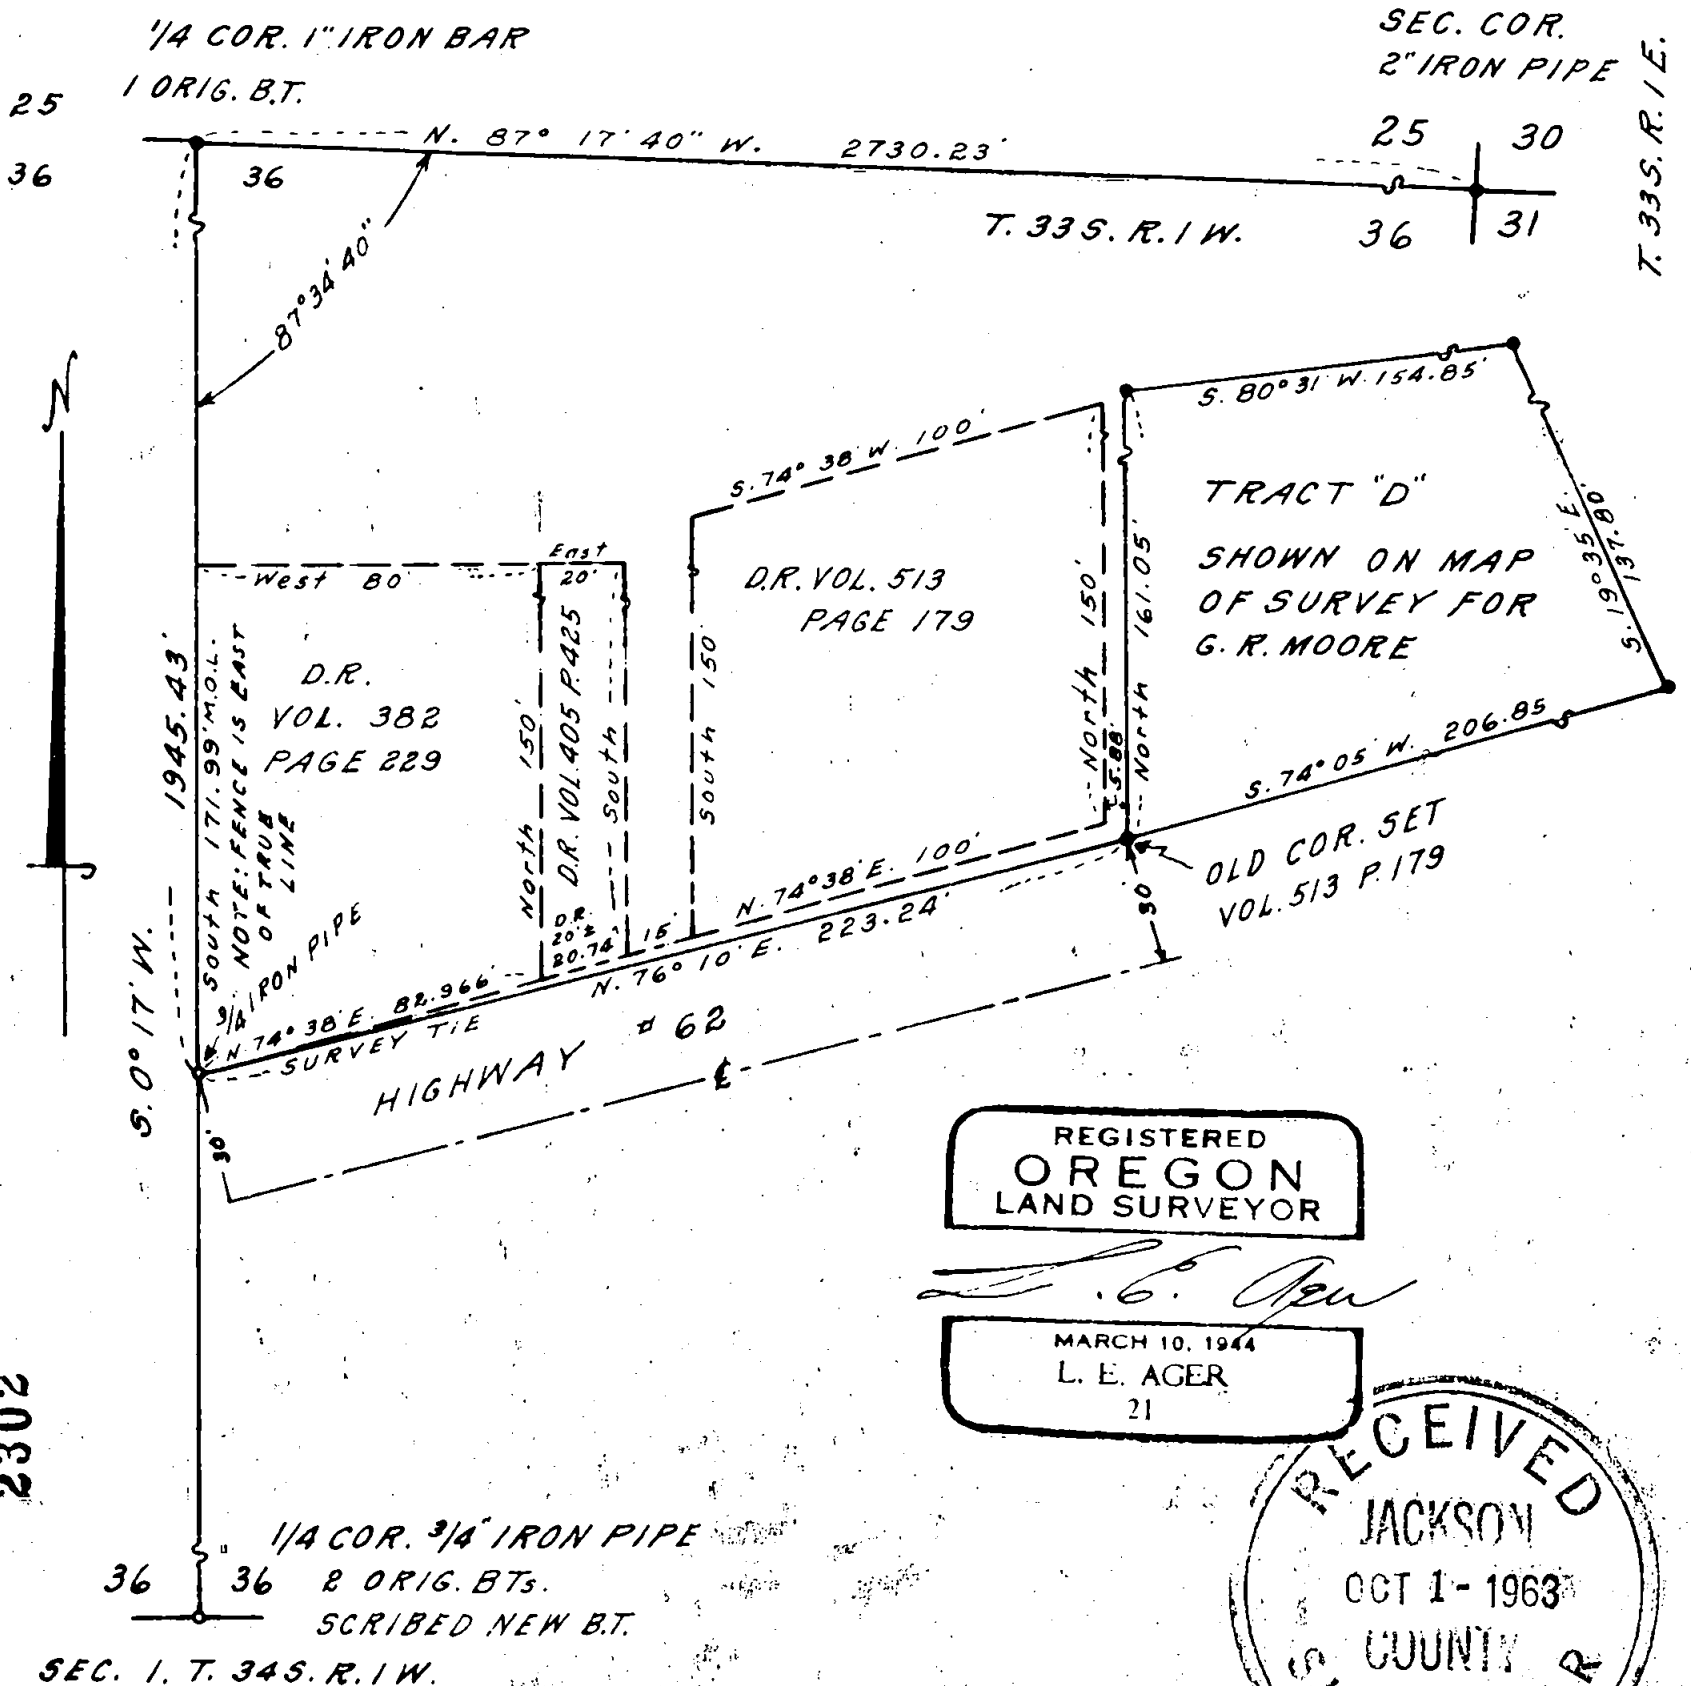 1/4 COR. 1" IRON BAR
1 ORIG. B.T.
SEC. COR.
2" IRON PIPE
T. 33 S. R. 1 E.
25
36
36
N. 87° 17' 40" W. 2730.23'
25 30
36 31
T. 33 S. R. 1 W.
87° 34' 40"
N
S. 80° 31' W. 154.85'
S. 74° 38' W. 100'
TRACT "D"
SHOWN ON MAP
OF SURVEY FOR
G. R. MOORE
S. 19° 35' E.
137.80'
West 80'
East
20'
D.R. VOL. 513
PAGE 179
D.R.
VOL. 382
PAGE 229
1945.43'
South 171.99' M.O.L.
NOTE: FENCE IS EAST
OF TRUE
LINE
North 150'
D.R. VOL. 405 P. 425
South
South 150'
North 150'
North 161.05'
5.88'
S. 74° 05' W. 206.85
OLD COR. SET
VOL. 513 P. 179
S. 0° 17' W.
3/4 IRON PIPE
N. 74° 38' E. 82.966'
D.R.
20'±
20.74'
15'
N. 74° 38' E. 100'
N. 76° 10' E. 223.24'
SURVEY TIE
HIGHWAY # 62
30'
30'
℄
REGISTERED
OREGON
LAND SURVEYOR
L. E. Ager
MARCH 10, 1944
L. E. AGER
21
RECEIVED
JACKSON
OCT 1 - 1963
COUNTY
2302
1/4 COR. 3/4" IRON PIPE
36 36 2 ORIG. BTs.
SCRIBED NEW B.T.
SEC. 1. T. 34 S. R. 1 W.